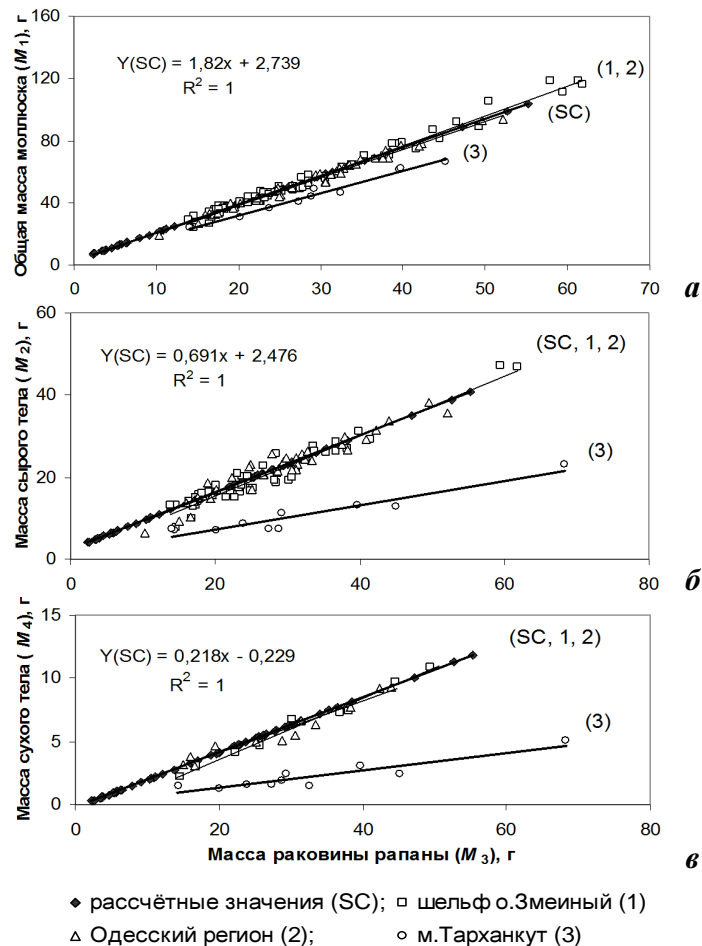 160
120
80
40
0
Общая масса моллюска (M₁), г
Y(SC) = 1,82x + 2,739
R² = 1
(1, 2)
(SC)
(3)
0 10 20 30 40 50 60 70
а
60
40
20
0
Масса сырого тела ( M₂), г
Y(SC) = 0,691x + 2,476
R² = 1
(SC, 1, 2)
(3)
0 20 40 60 80
б
15
10
5
0
Масса сухого тела ( M₄), г
Y(SC) = 0,218x - 0,229
R² = 1
(SC, 1, 2)
(3)
0 20 40 60 80
Масса раковины рапаны (M₃), г
в
рассчётные значения (SC); шельф о.Змеиный (1)
Одесский регион (2); м.Тарханкут (3)